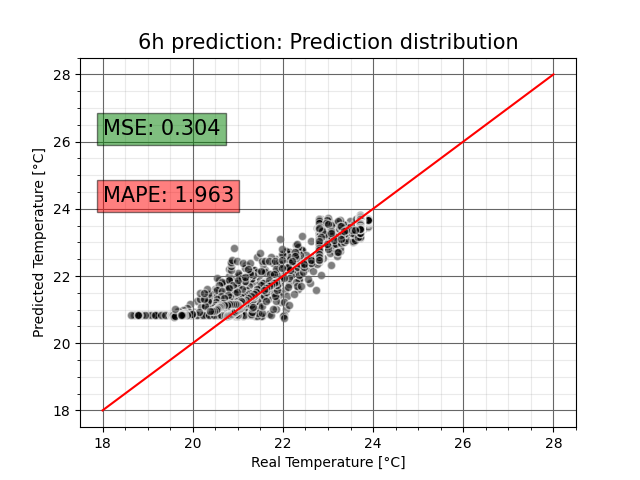 6h prediction: Prediction distribution
28
26
24
22
20
18
MSE: 0.304
MAPE: 1.963
Predicted Temperature [°C]
18 20 22 24 26 28
Real Temperature [°C]